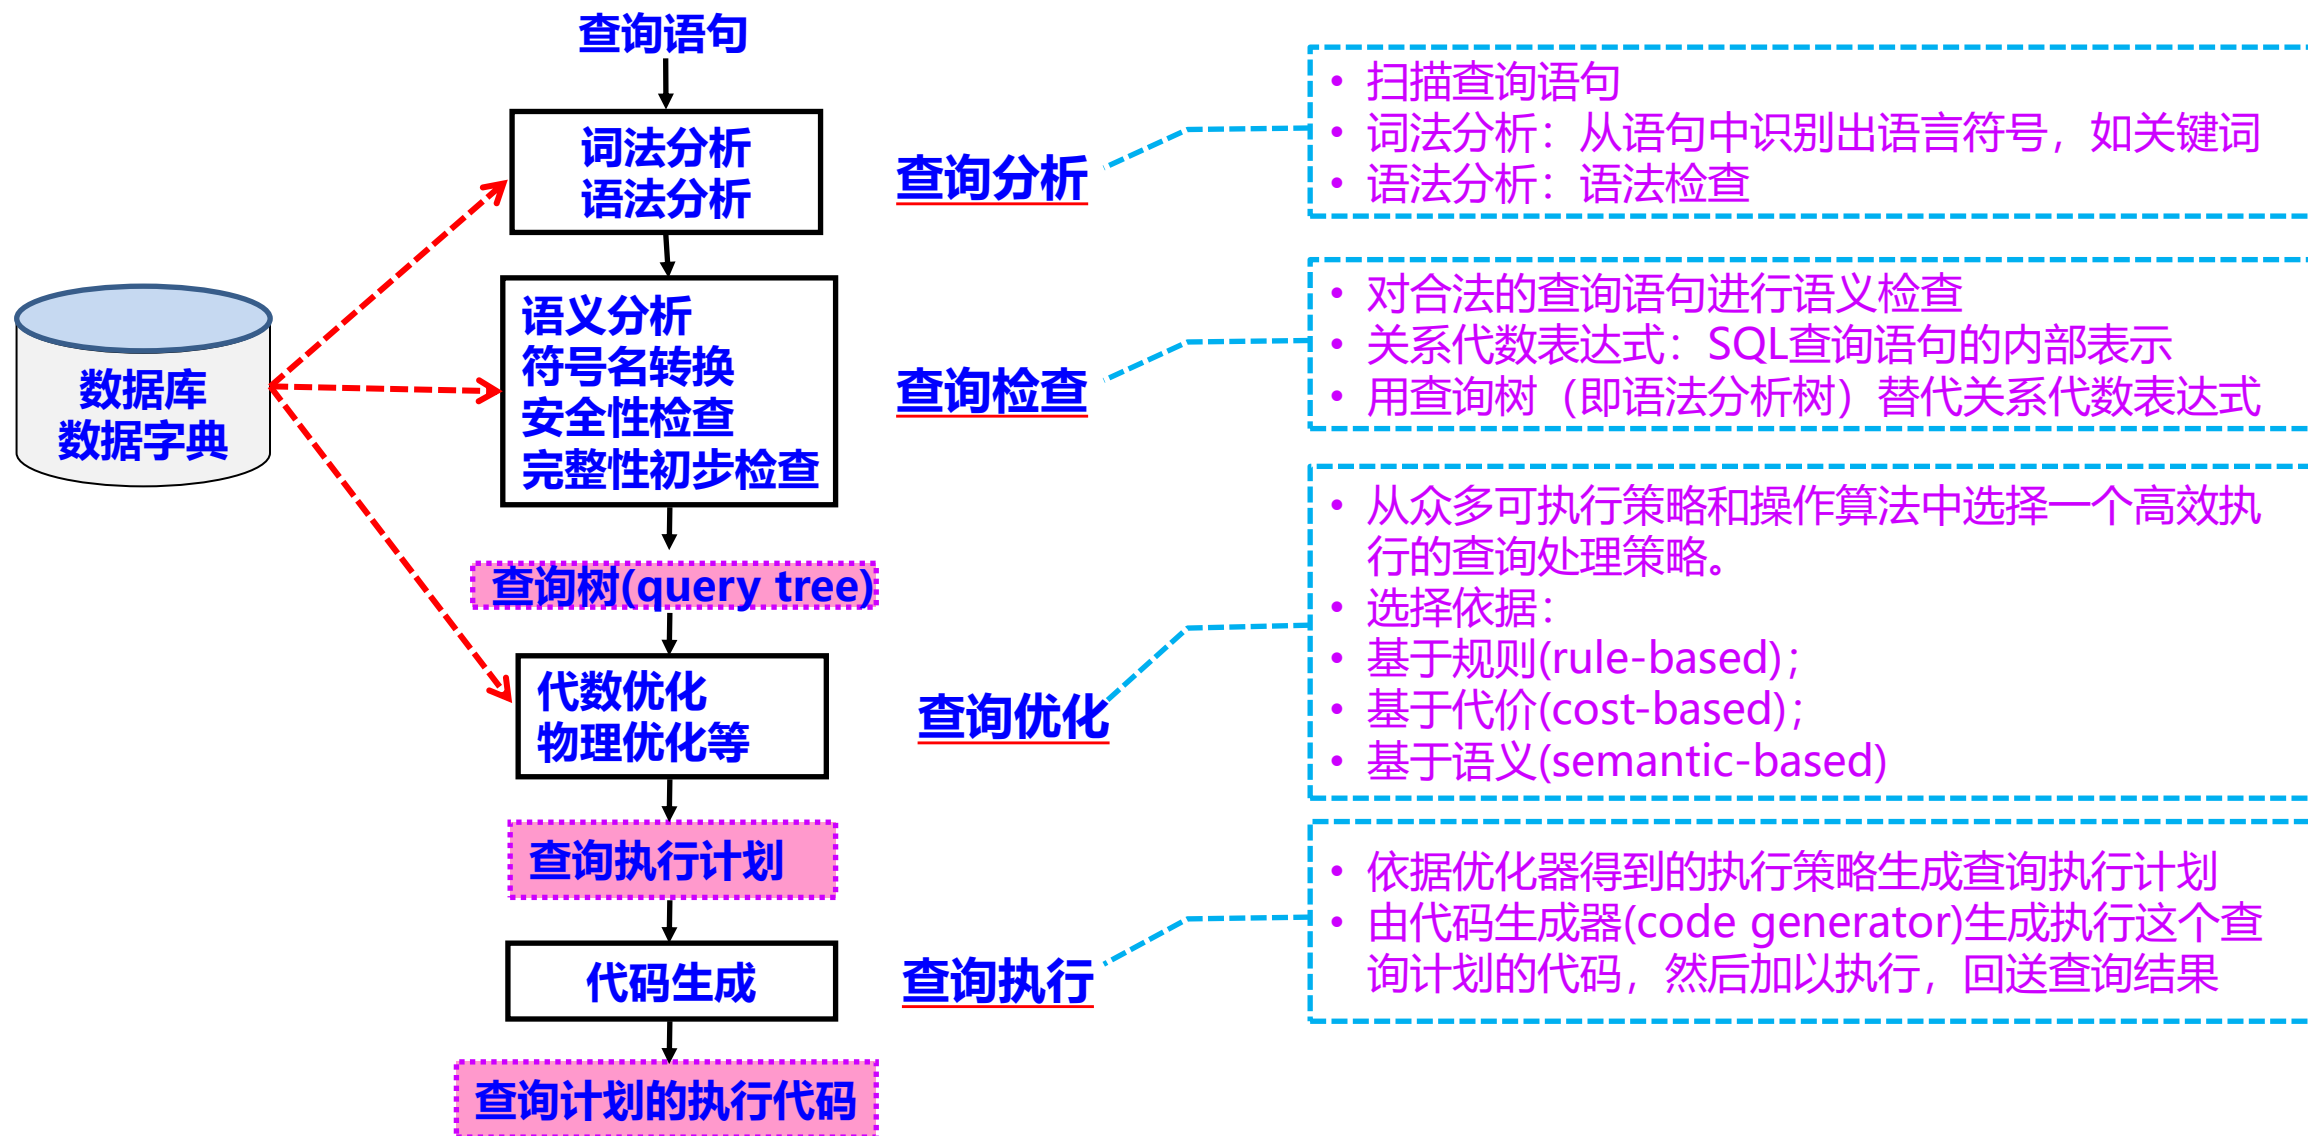 查询语句
词法分析
语法分析
查询分析
• 扫描查询语句
• 词法分析：从语句中识别出语言符号，如关键词
• 语法分析：语法检查
数据库
数据字典
语义分析
符号名转换
安全性检查
完整性初步检查
查询检查
• 对合法的查询语句进行语义检查
• 关系代数表达式：SQL查询语句的内部表示
• 用查询树（即语法分析树）替代关系代数表达式
查询树(query tree)
代数优化
物理优化等
查询优化
• 从众多可执行策略和操作算法中选择一个高效执
行的查询处理策略。
• 选择依据：
• 基于规则(rule-based)；
• 基于代价(cost-based)；
• 基于语义(semantic-based)
查询执行计划
代码生成
查询执行
• 依据优化器得到的执行策略生成查询执行计划
• 由代码生成器(code generator)生成执行这个查
询计划的代码，然后加以执行，回送查询结果
查询计划的执行代码